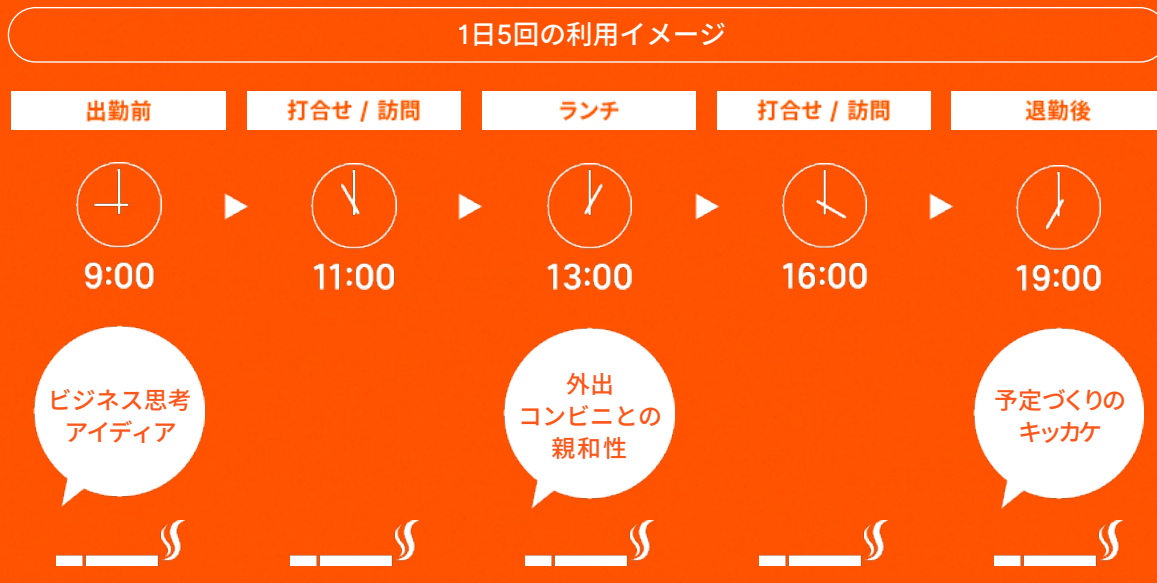 1日5回の利用イメージ
出勤前
打合せ / 訪問
ランチ
打合せ / 訪問
退勤後
9:00
11:00
13:00
16:00
19:00
ビジネス思考
アイディア
外出
コンビニとの
親和性
予定づくりの
キッカケ